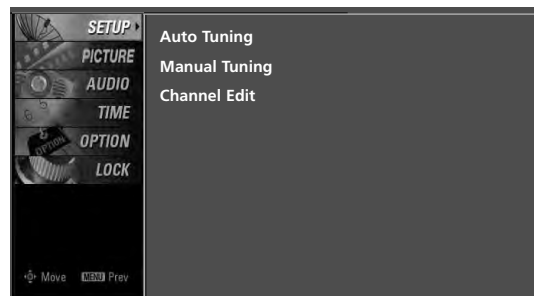 SETUP
PICTURE
AUDIO
TIME
OPTION
LOCK
Move MENU Prev
Auto Tuning
Manual Tuning
Channel Edit